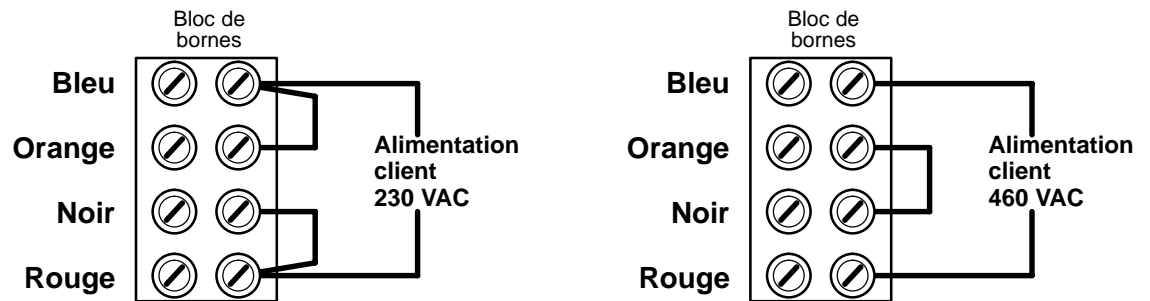 Bloc de
bornes
Bleu
Orange
Noir
Rouge
Alimentation
client
230 VAC
Bloc de
bornes
Bleu
Orange
Noir
Rouge
Alimentation
client
460 VAC